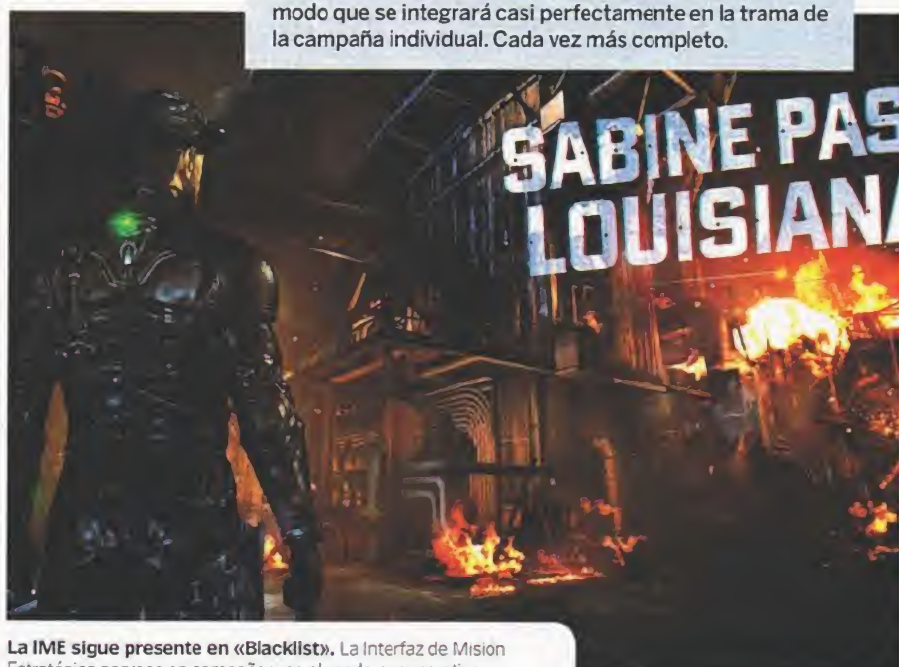 modo que se integrará casi perfectamente en la trama de
la campaña individual. Cada vez más completo.
SABINE PAS
LOUISIANA
La IME sigue presente en «Blacklist». La Interfaz de Misión